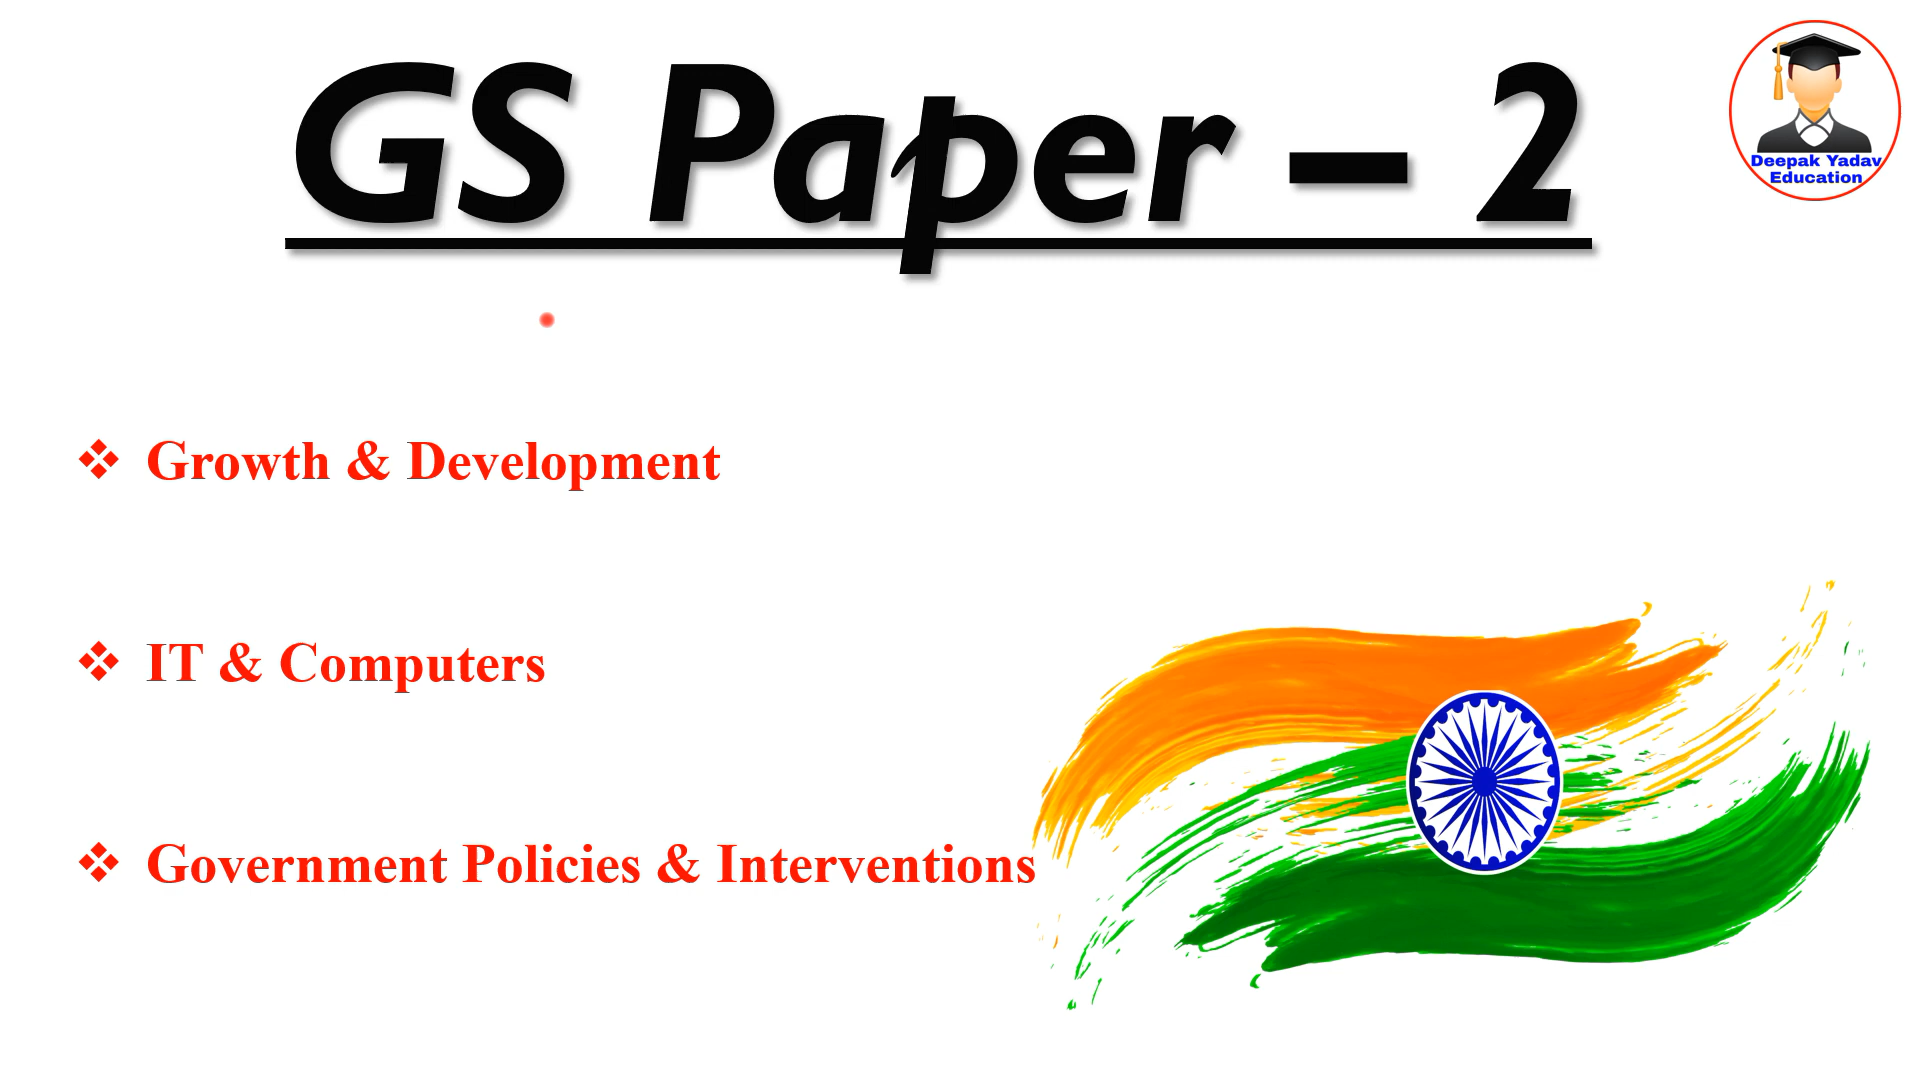 GS Paper – 2
Deepak Yadav
Education
❖ Growth & Development
❖ IT & Computers
❖ Government Policies & Interventions